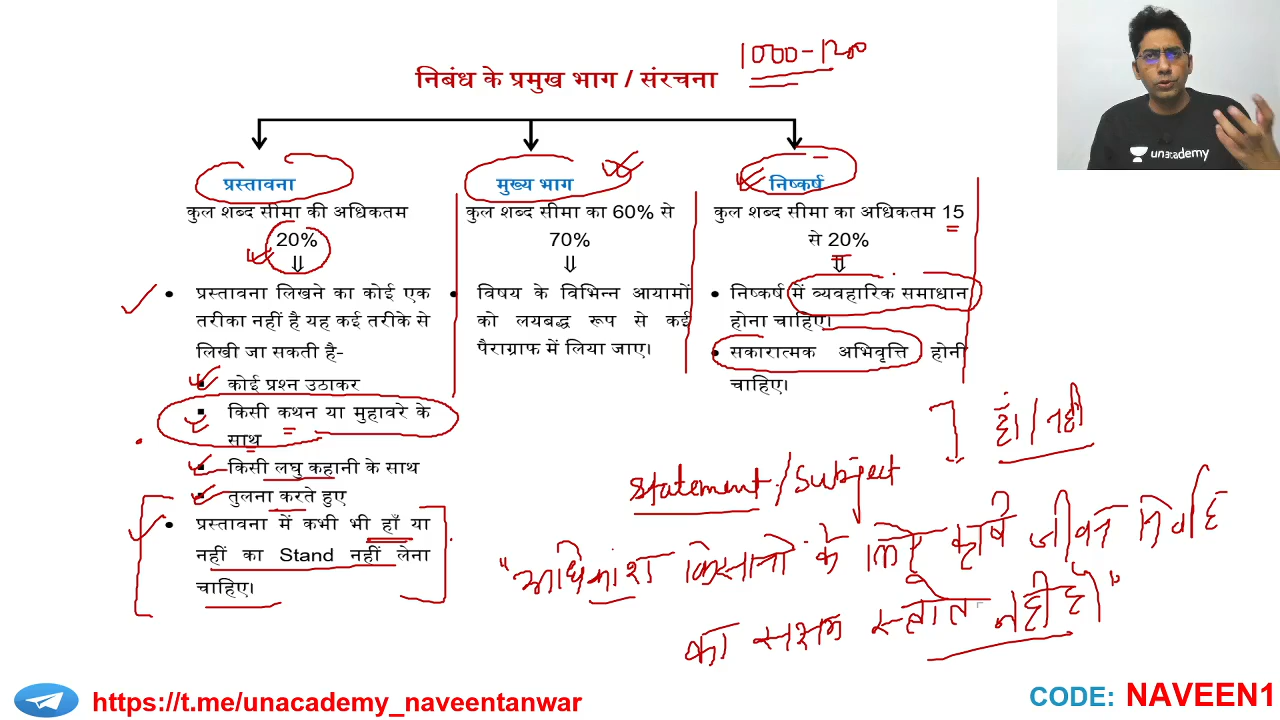 1000-1200
निबंध के प्रमुख भाग / संरचना
unacademy
प्रस्तावना
कुल शब्द सीमा की अधिकतम
20%
⇓
• प्रस्तावना लिखने का कोई एक
तरीका नहीं है यह कई तरीके से
लिखी जा सकती है-
▪ कोई प्रश्न उठाकर
▪ किसी कथन या मुहावरे के
साथ
▪ किसी लघु कहानी के साथ
▪ तुलना करते हुए
• प्रस्तावना में कभी भी हाँ या
नहीं का Stand नहीं लेना
चाहिए।
मुख्य भाग
कुल शब्द सीमा का 60% से
70%
⇓
• विषय के विभिन्न आयामों
को लयबद्ध रूप से कई
पैराग्राफ में लिया जाए।
निष्कर्ष
कुल शब्द सीमा का अधिकतम 15
से 20%
⇓
• निष्कर्ष में व्यवहारिक समाधान
होना चाहिए।
• सकारात्मक अभिवृत्ति होनी
चाहिए।
हां/नहीं
Statement/Subject
"अधिकांश किसानों के लिए कृषि जीवन निर्वाह
का सक्षम स्त्रोत नहीं है"
https://t.me/unacademy_naveentanwar
CODE: NAVEEN1